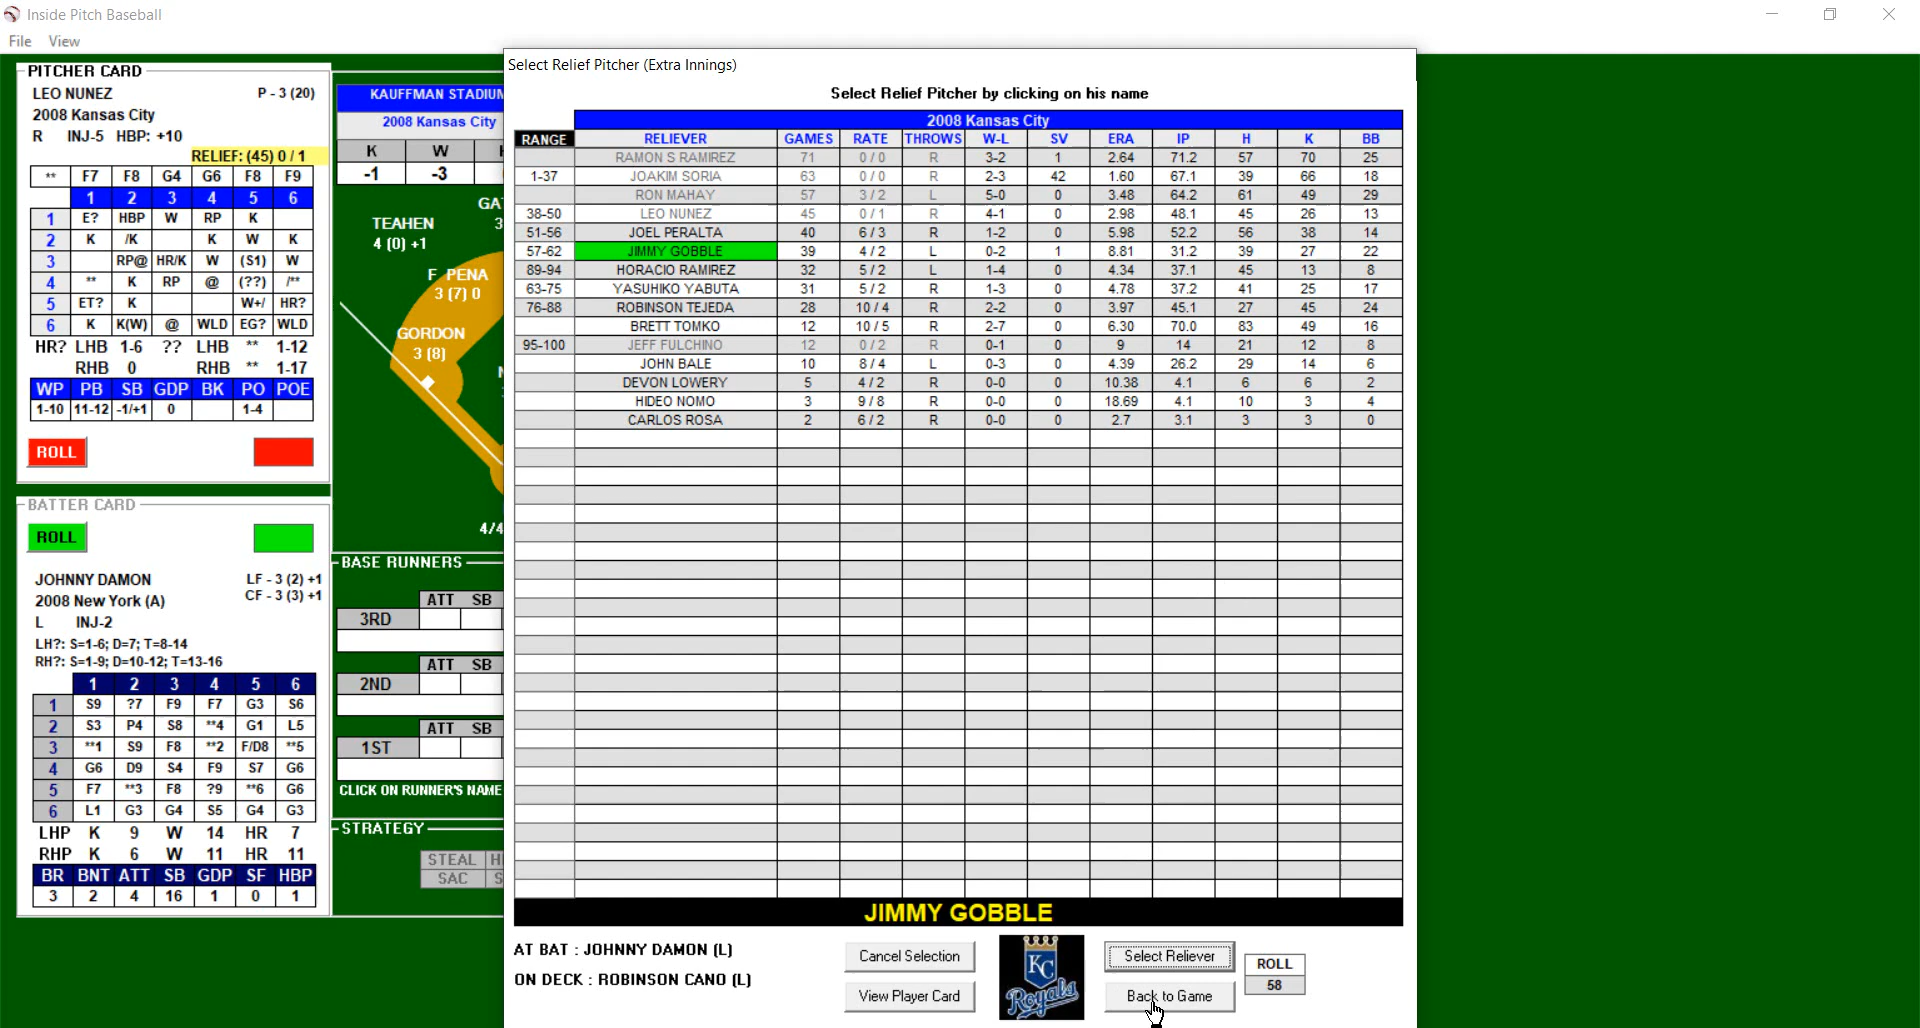 Inside Pitch Baseball
File View
PITCHER CARD
LEO NUNEZ P - 3 (20)
2008 Kansas City
R INJ-5 HBP: +10
RELIEF: (45) 0 / 1
** F7 F8 G4 G6 F8 F9
1 2 3 4 5 6
1 E? HBP W RP K
2 K /K K W K
3 RP@ HR/K W (S1) W
4 ** K RP @ (??) /**
5 ET? K W+/ HR?
6 K K(W) @ WLD EG? WLD
HR? LHB 1-6 ?? LHB ** 1-12
RHB 0 RHB ** 1-17
WP PB SB GDP BK PO POE
1-10 11-12 -1/+1 0 1-4
ROLL
BATTER CARD
ROLL
JOHNNY DAMON LF - 3 (2) +1
2008 New York (A) CF - 3 (3) +1
L INJ-2
LH?: S=1-6; D=7; T=8-14
RH?: S=1-9; D=10-12; T=13-16
1 2 3 4 5 6
1 S9 ?7 F9 F7 G3 S6
2 S3 P4 S8 **4 G1 L5
3 **1 S9 F8 **2 F/D8 **5
4 G6 D9 S4 F9 S7 G6
5 F7 **3 F8 ?9 **6 G6
6 L1 G3 G4 S5 G4 G3
LHP K 9 W 14 HR 7
RHP K 6 W 11 HR 11
BR BNT ATT SB GDP SF HBP
3 2 4 16 1 0 1
KAUFFMAN STADIUM
2008 Kansas City
K W
-1 -3
GA
TEAHEN 3
4 (0) +1
F PENA
3 (7) 0
GORDON
3 (8)
4/4
BASE RUNNERS
ATT SB
3RD
ATT SB
2ND
ATT SB
1ST
CLICK ON RUNNER'S NAME
STRATEGY
STEAL H
SAC S
Select Relief Pitcher (Extra Innings)
Select Relief Pitcher by clicking on his name
2008 Kansas City
RANGE RELIEVER GAMES RATE THROWS W-L SV ERA IP H K BB
RAMON S RAMIREZ 71 0 / 0 R 3-2 1 2.64 71.2 57 70 25
1-37 JOAKIM SORIA 63 0 / 0 R 2-3 42 1.60 67.1 39 66 18
RON MAHAY 57 3 / 2 L 5-0 0 3.48 64.2 61 49 29
38-50 LEO NUNEZ 45 0 / 1 R 4-1 0 2.98 48.1 45 26 13
51-56 JOEL PERALTA 40 6 / 3 R 1-2 0 5.98 52.2 56 38 14
57-62 JIMMY GOBBLE 39 4 / 2 L 0-2 1 8.81 31.2 39 27 22
89-94 HORACIO RAMIREZ 32 5 / 2 L 1-4 0 4.34 37.1 45 13 8
63-75 YASUHIKO YABUTA 31 5 / 2 R 1-3 0 4.78 37.2 41 25 17
76-88 ROBINSON TEJEDA 28 10 / 4 R 2-2 0 3.97 45.1 27 45 24
BRETT TOMKO 12 10 / 5 R 2-7 0 6.30 70.0 83 49 16
95-100 JEFF FULCHINO 12 0 / 2 R 0-1 0 9 14 21 12 8
JOHN BALE 10 8 / 4 L 0-3 0 4.39 26.2 29 14 6
DEVON LOWERY 5 4 / 2 R 0-0 0 10.38 4.1 6 6 2
HIDEO NOMO 3 9 / 8 R 0-0 0 18.69 4.1 10 3 4
CARLOS ROSA 2 6 / 2 R 0-0 0 2.7 3.1 3 3 0
JIMMY GOBBLE
AT BAT : JOHNNY DAMON (L)
ON DECK : ROBINSON CANO (L)
Cancel Selection
View Player Card
KC
Royals
Select Reliever
Back to Game
ROLL
58